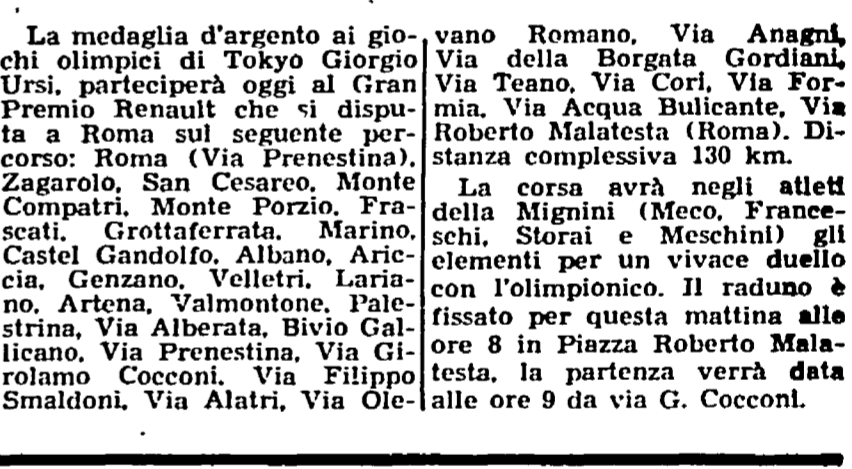 La medaglia d'argento ai gio-
chi olimpici di Tokyo Giorgio
Ursi, parteciperà oggi al Gran
Premio Renault che si dispu-
ta a Roma sul seguente per-
corso: Roma (Via Prenestina),
Zagarolo, San Cesareo, Monte
Compatri, Monte Porzio, Fra-
scati, Grottaferrata, Marino,
Castel Gandolfo, Albano, Aric-
cia, Genzano, Velletri, Laria-
no, Artena, Valmontone, Pale-
strina, Via Alberata, Bivio Gal-
licano, Via Prenestina, Via Gi-
rolamo Cocconi, Via Filippo
Smaldoni, Via Alatri, Via Ole-
vano Romano, Via Anagni,
Via della Borgata Gordiani,
Via Teano, Via Cori, Via For-
mia, Via Acqua Bulicante, Via
Roberto Malatesta (Roma). Di-
stanza complessiva 130 km.
La corsa avrà negli atleti
della Mignini (Meco, France-
schi, Storai e Meschini) gli
elementi per un vivace duello
con l'olimpionico. Il raduno è
fissato per questa mattina alle
ore 8 in Piazza Roberto Mala-
testa, la partenza verrà data
alle ore 9 da via G. Cocconi.